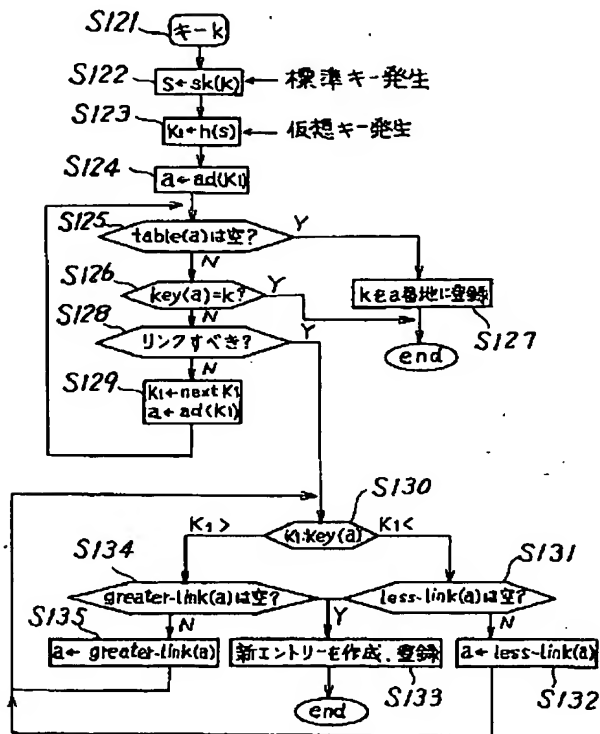 S121
キーk
S122
S←sk(k)
標準キー発生
S123
K1←h(s)
仮想キー発生
S124
a←ad(K1)
S125
table(a)は空?
Y
N
S126
key(a)=k?
Y
N
kをa番地に登録
S127
end
S128
リンクすべき?
Y
N
S129
K1←next K1
a←ad(K1)
S130
K1:key(a)
K1>
K1<
S134
greater-link(a)は空?
S131
less-link(a)は空?
N
Y
N
S135
a←greater-link(a)
新エントリーを作成、登録
S133
a←less-link(a)
S132
end